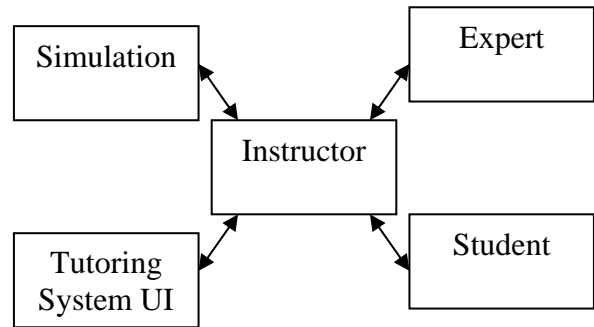 Simulation
Expert
Instructor
Tutoring
System UI
Student